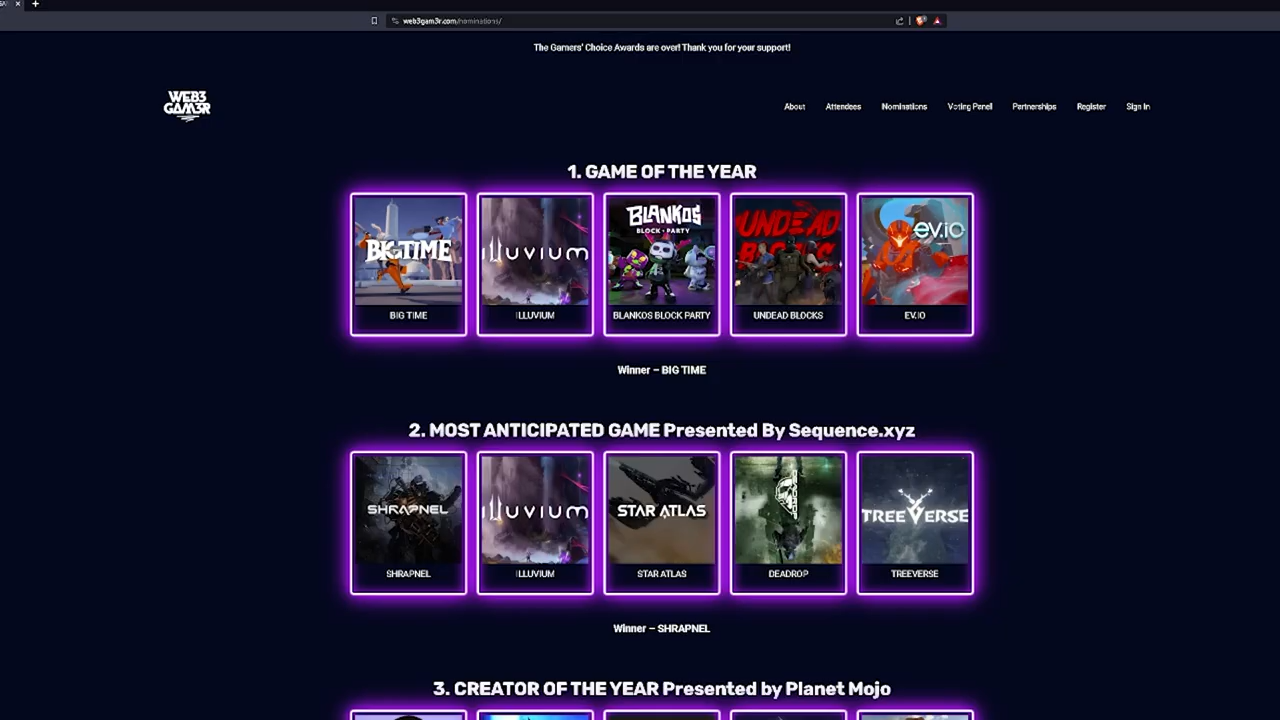 web3gam3r.com/nominations/
The Gamers' Choice Awards are over! Thank you for your support!
WEB3
GAM3R
About Attendees Nominations Voting Panel Partnerships Register Sign In
1. GAME OF THE YEAR
BIG TIME
illuvium
BLANKOS
BLOCK • PARTY
UNDEAD
BLOCKS
ev.io
BIG TIME ILLUVIUM BLANKOS BLOCK PARTY UNDEAD BLOCKS EV.IO
Winner – BIG TIME
2. MOST ANTICIPATED GAME Presented By Sequence.xyz
SHRAPNEL
illuvium
STAR ATLAS
DEADROP
TREEVERSE
SHRAPNEL ILLUVIUM STAR ATLAS DEADROP TREEVERSE
Winner – SHRAPNEL
3. CREATOR OF THE YEAR Presented by Planet Mojo